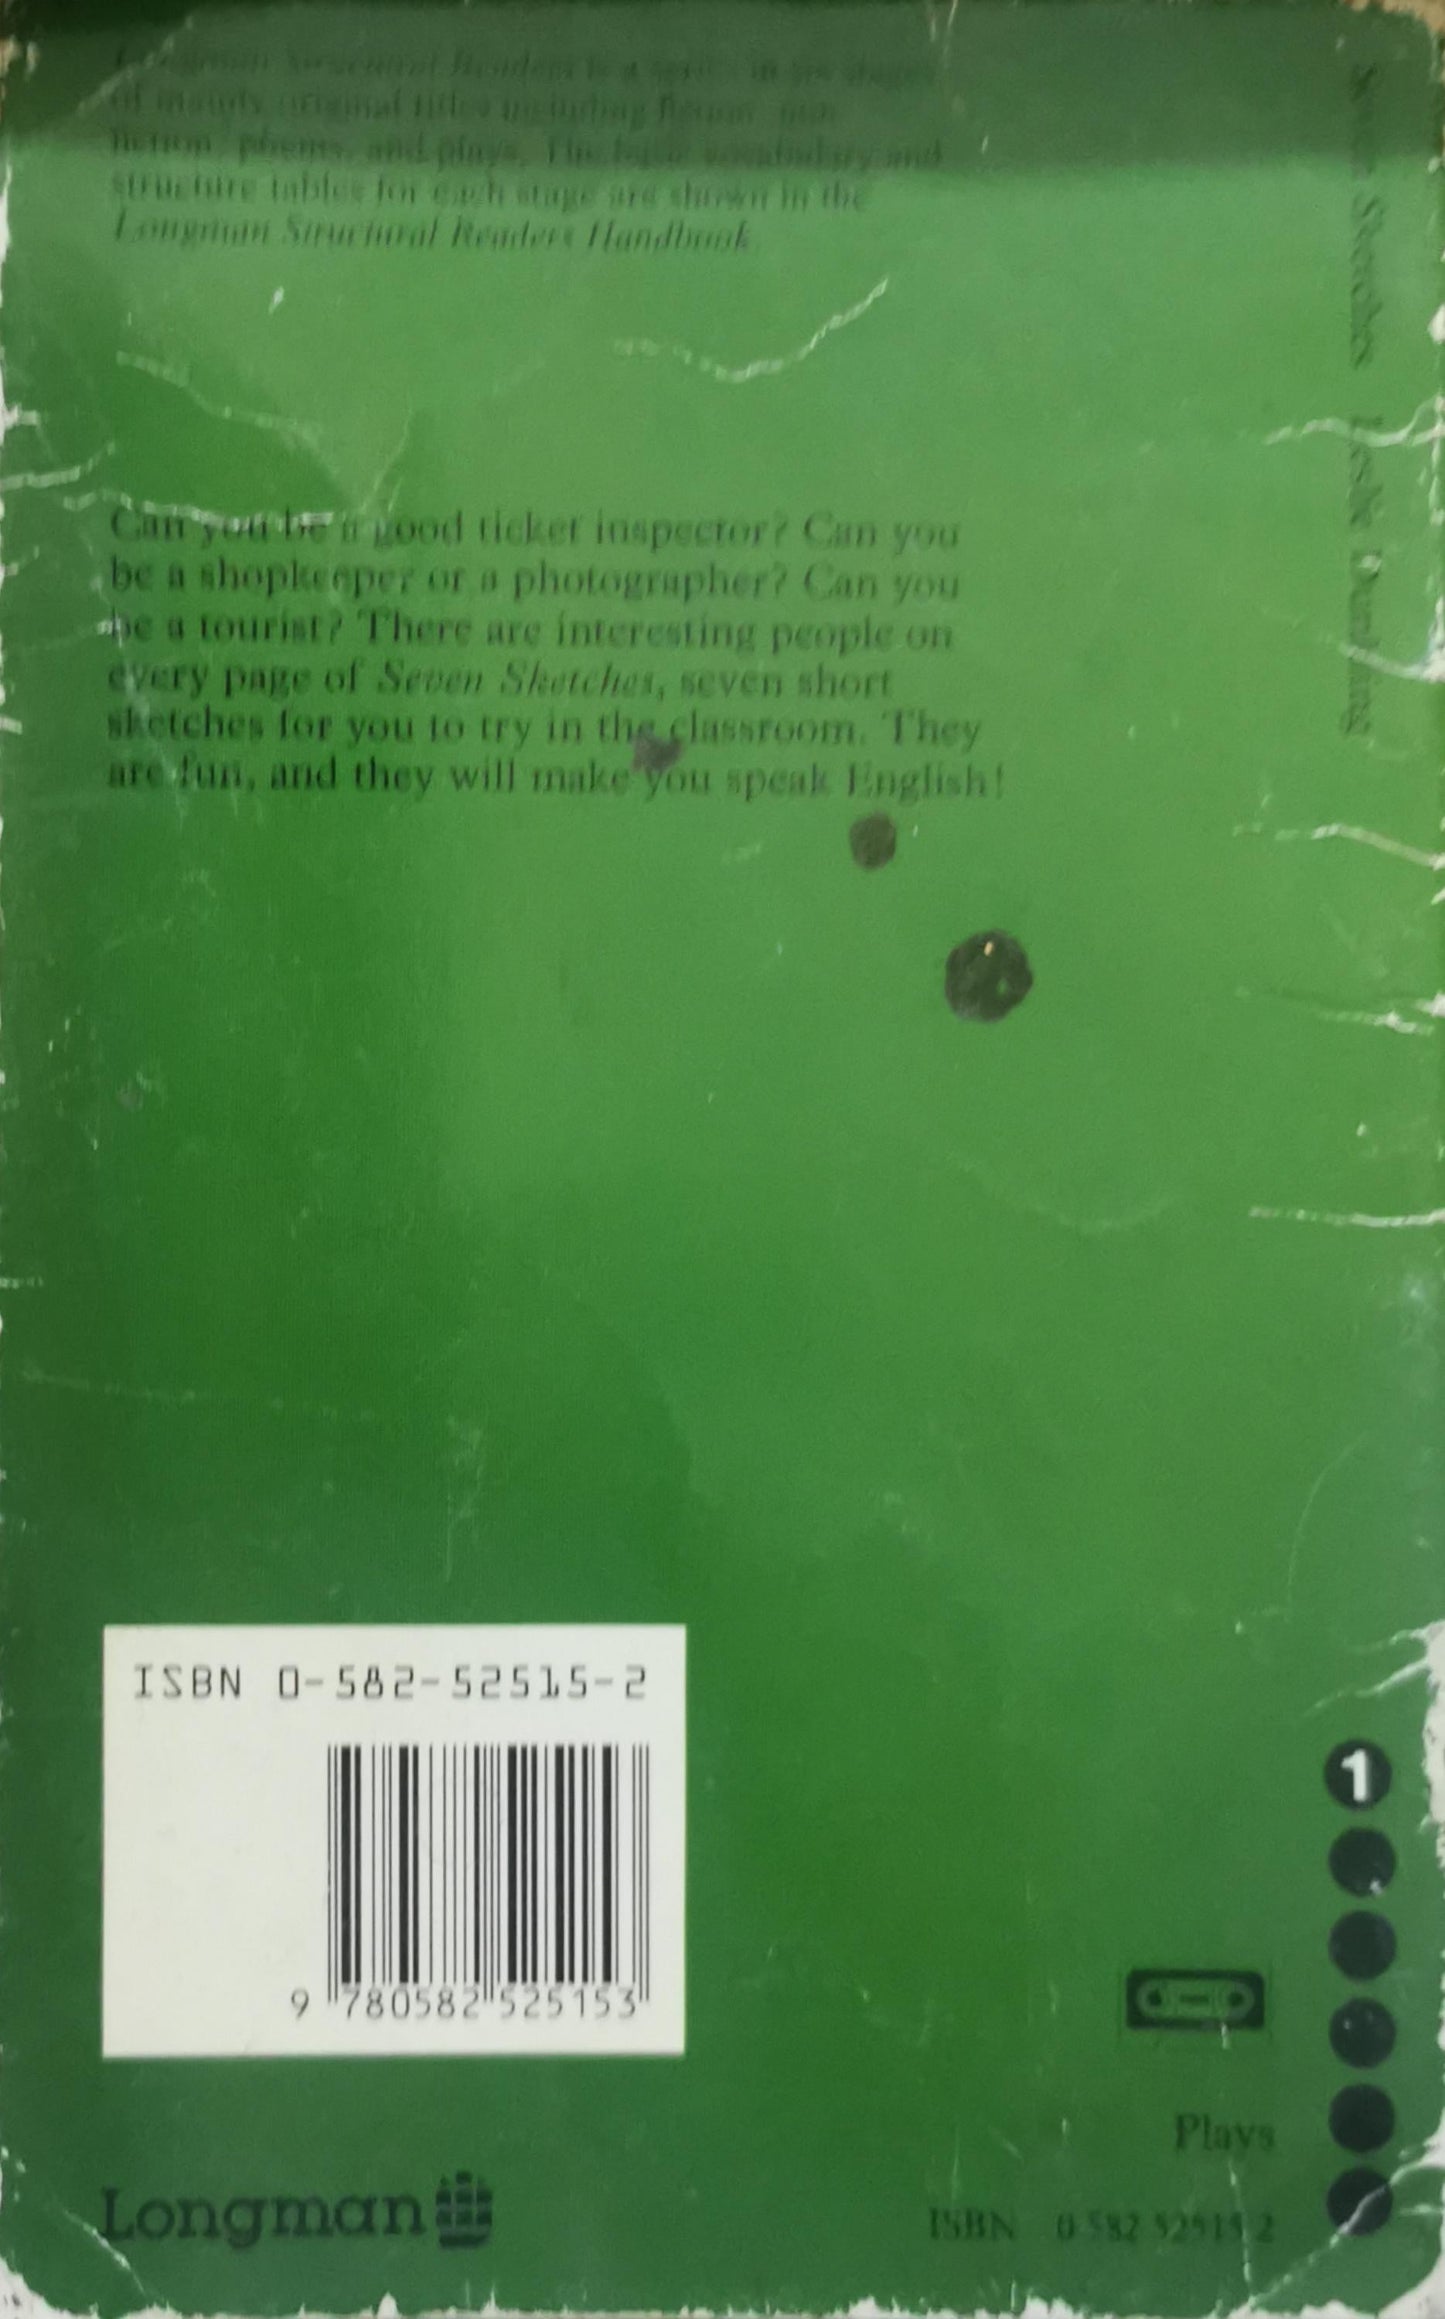 Longman Structural Readers is a series in six stages
of mainly original titles including fiction, non-
fiction, poems, and plays. The basic vocabulary and
structure tables for each stage are shown in the
Longman Structural Readers Handbook.
Can you be a good ticket inspector? Can you
be a shopkeeper or a photographer? Can you
be a tourist? There are interesting people on
every page of Seven Sketches, seven short
sketches for you to try in the classroom. They
are fun, and they will make you speak English!
Seven Sketches Leslie Dunkling
ISBN 0-582-52515-2
9 780582 525153
1
Plays
Longman
ISBN 0 582 52515 2